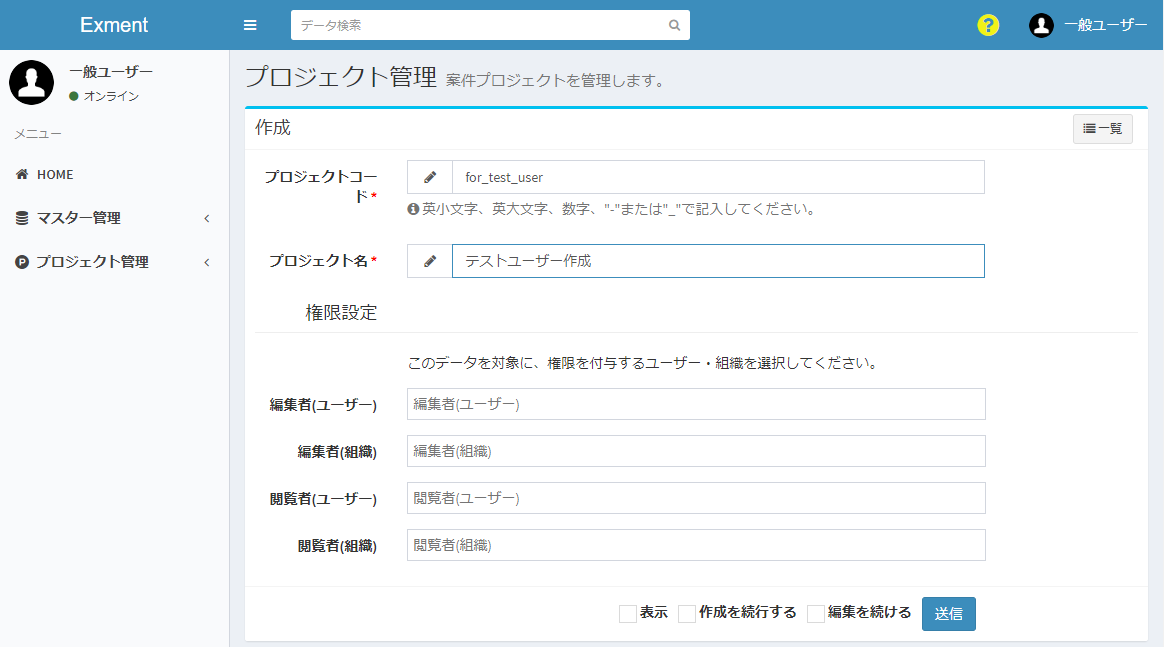 Exment
データ検索
?
一般ユーザー
一般ユーザー
オンライン
メニュー
HOME
マスター管理
プロジェクト管理
プロジェクト管理 案件プロジェクトを管理します。
作成
一覧
プロジェクトコー
ド*
for_test_user
英小文字、英大文字、数字、"-"または"_"で記入してください。
プロジェクト名*
テストユーザー作成
権限設定
このデータを対象に、権限を付与するユーザー・組織を選択してください。
編集者(ユーザー) 編集者(ユーザー)
編集者(組織) 編集者(組織)
閲覧者(ユーザー) 閲覧者(ユーザー)
閲覧者(組織) 閲覧者(組織)
表示 作成を続行する 編集を続ける 送信